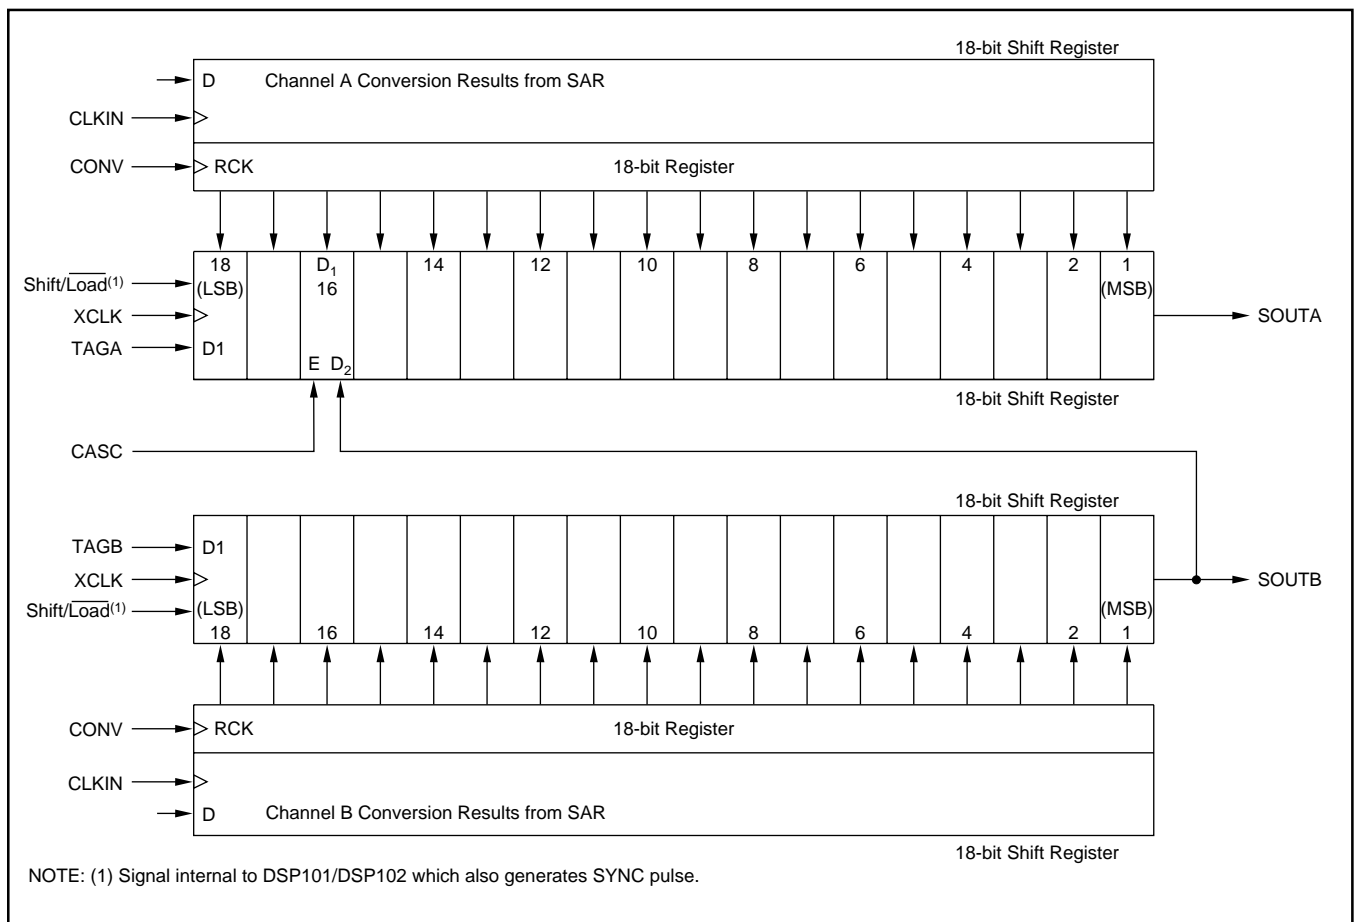 18-bit Shift Register
D Channel A Conversion Results from SAR
CLKIN
CONV RCK 18-bit Register
18 D1 14 12 10 8 6 4 2 1
Shift/Load(1) (LSB) 16 (MSB)
XCLK SOUTA
TAGA D1
E D2
18-bit Shift Register
CASC
18-bit Shift Register
TAGB D1
XCLK SOUTB
Shift/Load(1) (LSB) (MSB)
18 16 14 12 10 8 6 4 2 1
CONV RCK 18-bit Register
CLKIN
D Channel B Conversion Results from SAR
18-bit Shift Register
NOTE: (1) Signal internal to DSP101/DSP102 which also generates SYNC pulse.